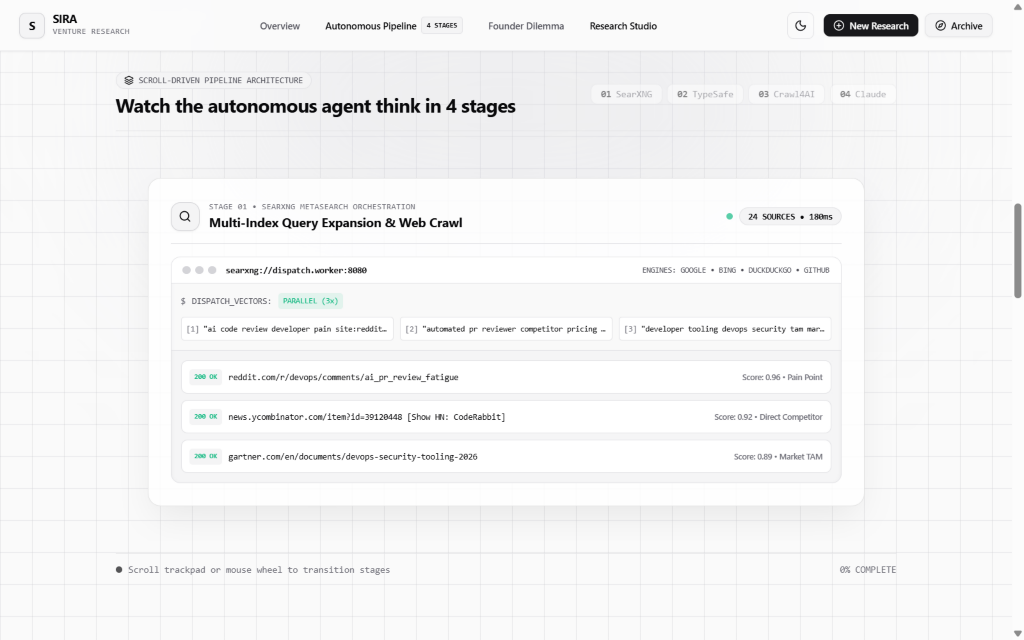 S
SIRA
VENTURE RESEARCH
Overview
Autonomous Pipeline 4 STAGES
Founder Dilemma
Research Studio
New Research
Archive
SCROLL-DRIVEN PIPELINE ARCHITECTURE
Watch the autonomous agent think in 4 stages
01 SearXNG
02 TypeSafe
03 Crawl4AI
04 Claude
STAGE 01 • SEARXNG METASEARCH ORCHESTRATION
Multi-Index Query Expansion & Web Crawl
24 SOURCES • 180ms
searxng://dispatch.worker:8080
ENGINES: GOOGLE • BING • DUCKDUCKGO • GITHUB
$ DISPATCH_VECTORS: PARALLEL (3x)
[1] "ai code review developer pain site:reddit…
[2] "automated pr reviewer competitor pricing …
[3] "developer tooling devops security tam mar…
200 OK reddit.com/r/devops/comments/ai_pr_review_fatigue Score: 0.96 • Pain Point
200 OK news.ycombinator.com/item?id=39120448 [Show HN: CodeRabbit] Score: 0.92 • Direct Competitor
200 OK gartner.com/en/documents/devops-security-tooling-2026 Score: 0.89 • Market TAM
Scroll trackpad or mouse wheel to transition stages
0% COMPLETE